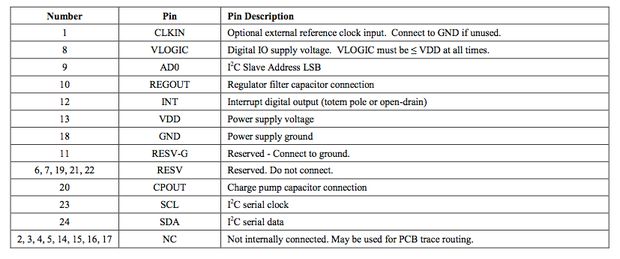 Number Pin Pin Description
1 CLKIN Optional external reference clock input. Connect to GND if unused.
8 VLOGIC Digital IO supply voltage. VLOGIC must be ≤ VDD at all times.
9 AD0 I²C Slave Address LSB
10 REGOUT Regulator filter capacitor connection
12 INT Interrupt digital output (totem pole or open-drain)
13 VDD Power supply voltage
18 GND Power supply ground
11 RESV-G Reserved - Connect to ground.
6, 7, 19, 21, 22 RESV Reserved. Do not connect.
20 CPOUT Charge pump capacitor connection
23 SCL I²C serial clock
24 SDA I²C serial data
2, 3, 4, 5, 14, 15, 16, 17 NC Not internally connected. May be used for PCB trace routing.